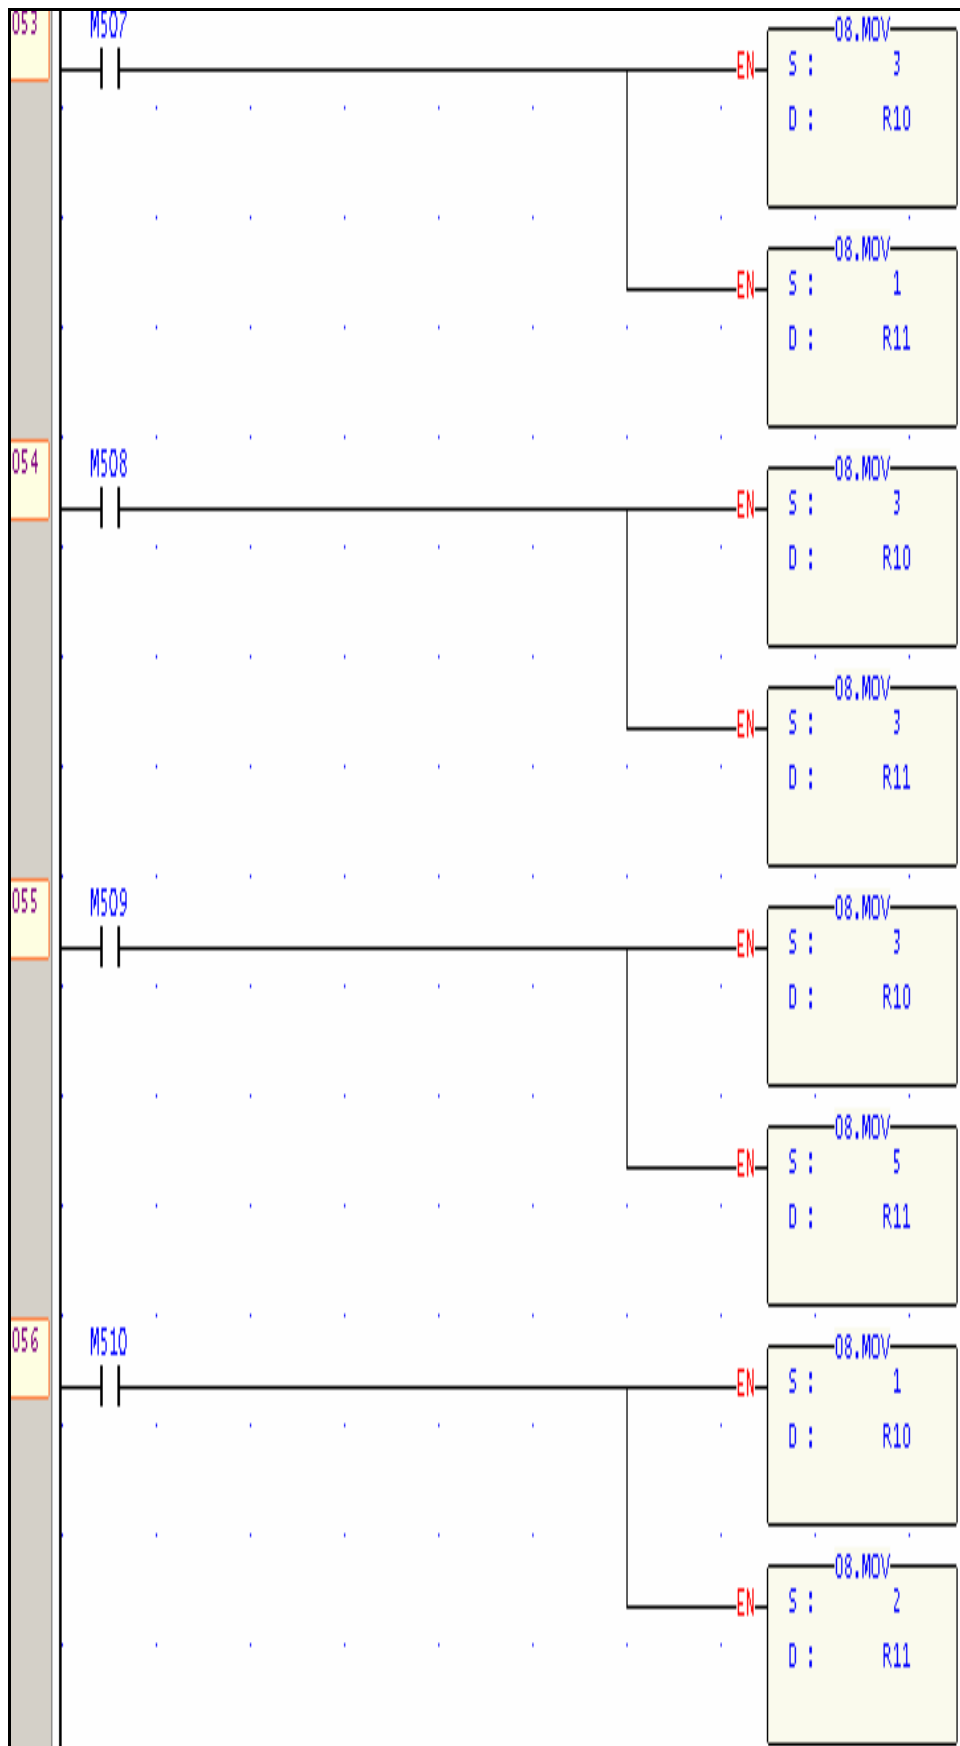 053 M507
08.MOV
EN S : 3
D : R10
08.MOV
EN S : 1
D : R11
054 M508
08.MOV
EN S : 3
D : R10
08.MOV
EN S : 3
D : R11
055 M509
08.MOV
EN S : 3
D : R10
08.MOV
EN S : 5
D : R11
056 M510
08.MOV
EN S : 1
D : R10
08.MOV
EN S : 2
D : R11